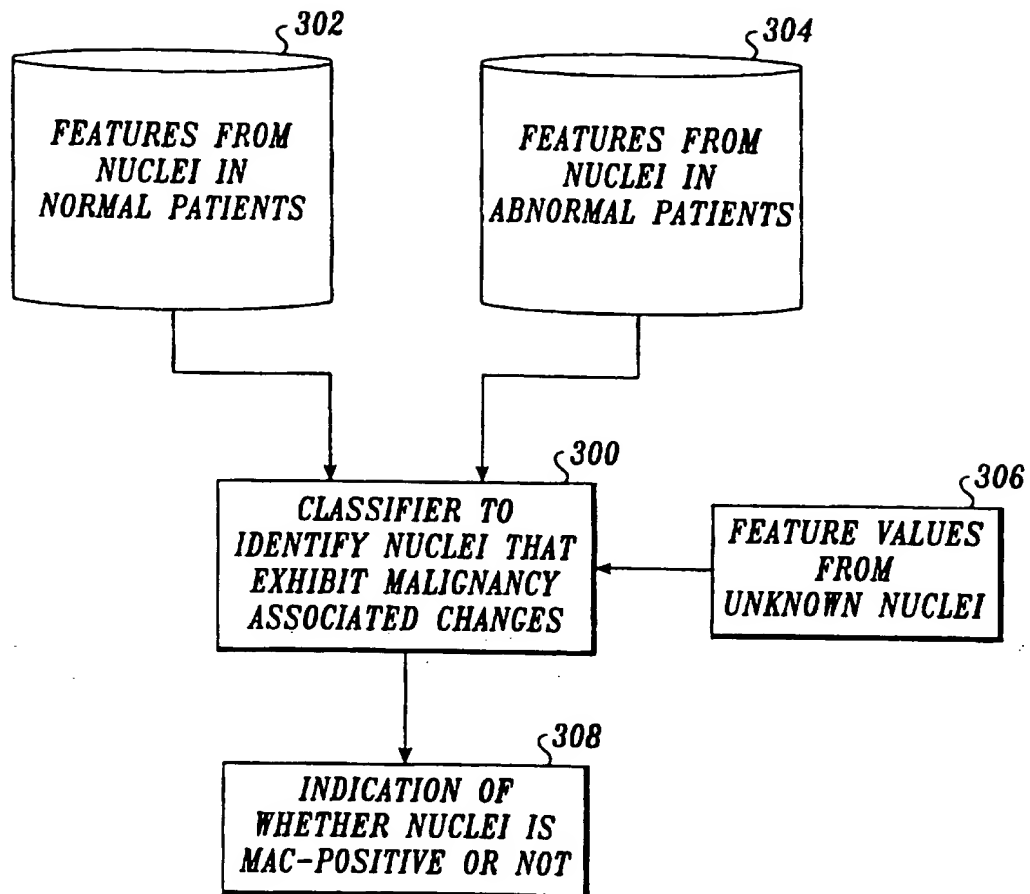 302
304
FEATURES FROM
NUCLEI IN
NORMAL PATIENTS
FEATURES FROM
NUCLEI IN
ABNORMAL PATIENTS
300
CLASSIFIER TO
IDENTIFY NUCLEI THAT
EXHIBIT MALIGNANCY
ASSOCIATED CHANGES
306
FEATURE VALUES
FROM
UNKNOWN NUCLEI
308
INDICATION OF
WHETHER NUCLEI IS
MAC-POSITIVE OR NOT